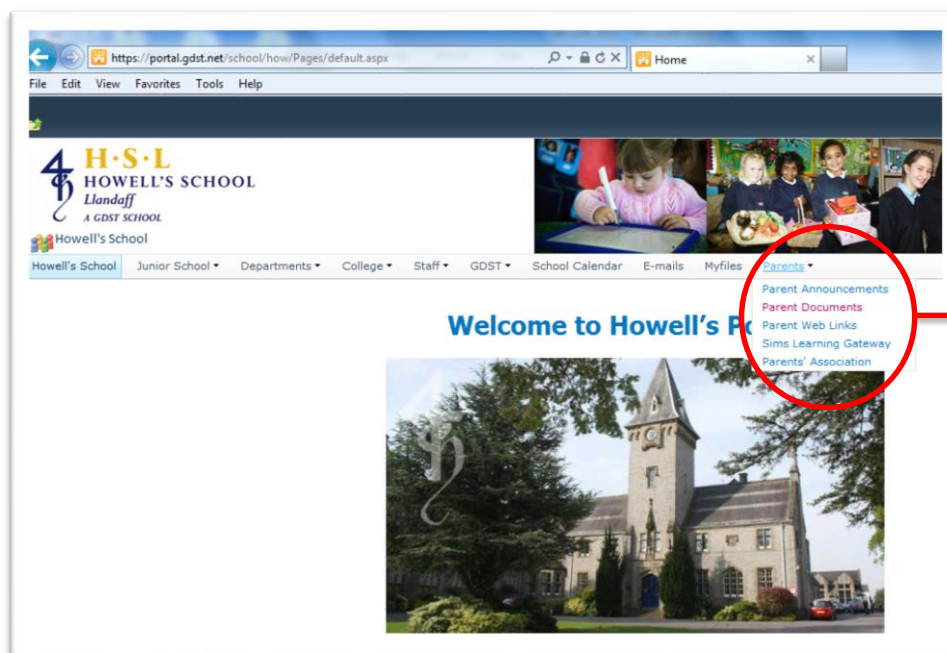 https://portal.gdst.net/school/how/Pages/default.aspx
Home
File Edit View Favorites Tools Help
H·S·L
HOWELL'S SCHOOL
Llandaff
A GDST SCHOOL
Howell's School
Howell's School Junior School Departments College Staff GDST School Calendar E-mails Myfiles Parents
Parent Announcements
Parent Documents
Parent Web Links
Sims Learning Gateway
Parents' Association
Welcome to Howell's